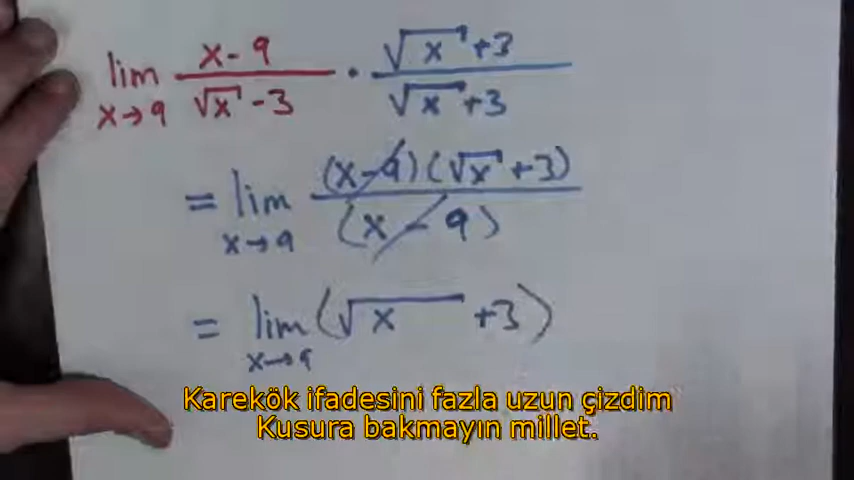 lim x→9 x-9 / √x -3 · √x +3 / √x +3
= lim x→9 (x-9)(√x +3) / (x-9)
= lim x→9 (√x +3)
Karekök ifadesini fazla uzun çizdim
Kusura bakmayın millet.